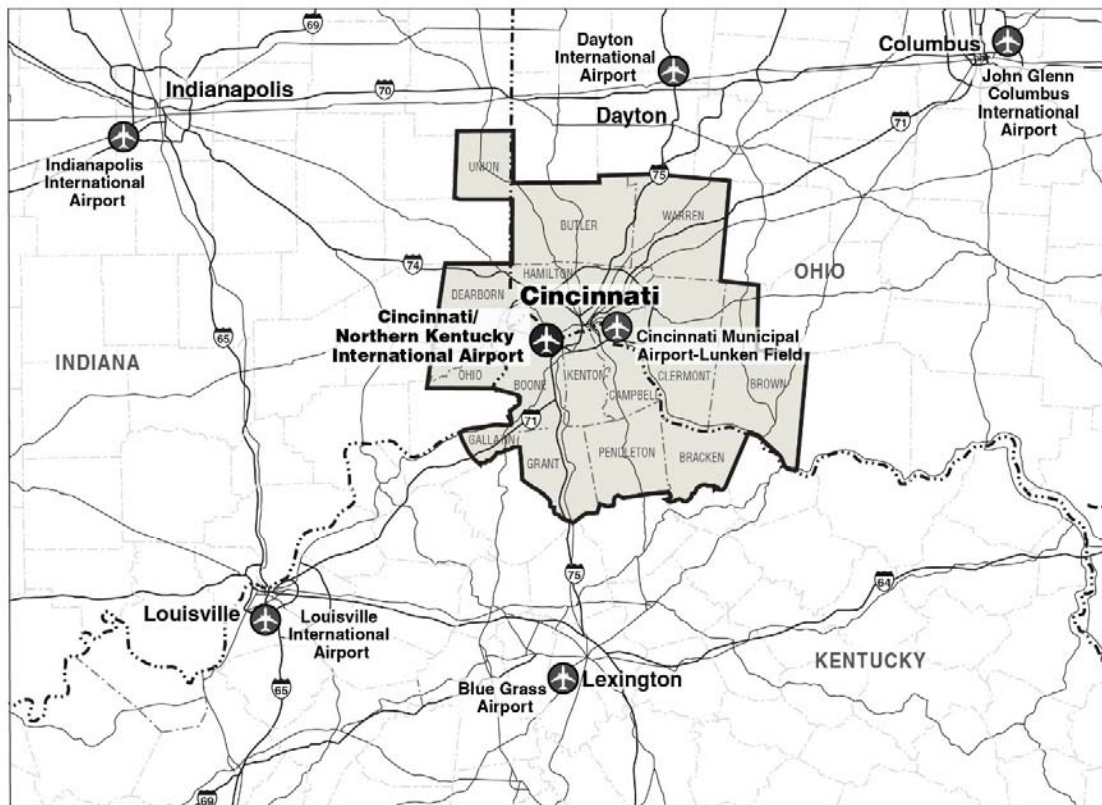 69
Dayton
International
Airport
Columbus
John Glenn
Columbus
International
Airport
Indianapolis
70
Dayton
71
Indianapolis
International
Airport
UNION
75
BUTLER
WARREN
74
HAMILTON
OHIO
DEARBORN
Cincinnati
Cincinnati/
Northern Kentucky
International Airport
Cincinnati Municipal
Airport-Lunken Field
65
INDIANA
OHIO
BOONE
KENTON
CLERMONT
BROWN
CAMPBELL
71
GALLATIN
GRANT
PENDLETON
BRACKEN
75
64
Louisville
Louisville
International
Airport
KENTUCKY
65
Blue Grass
Airport
Lexington
69